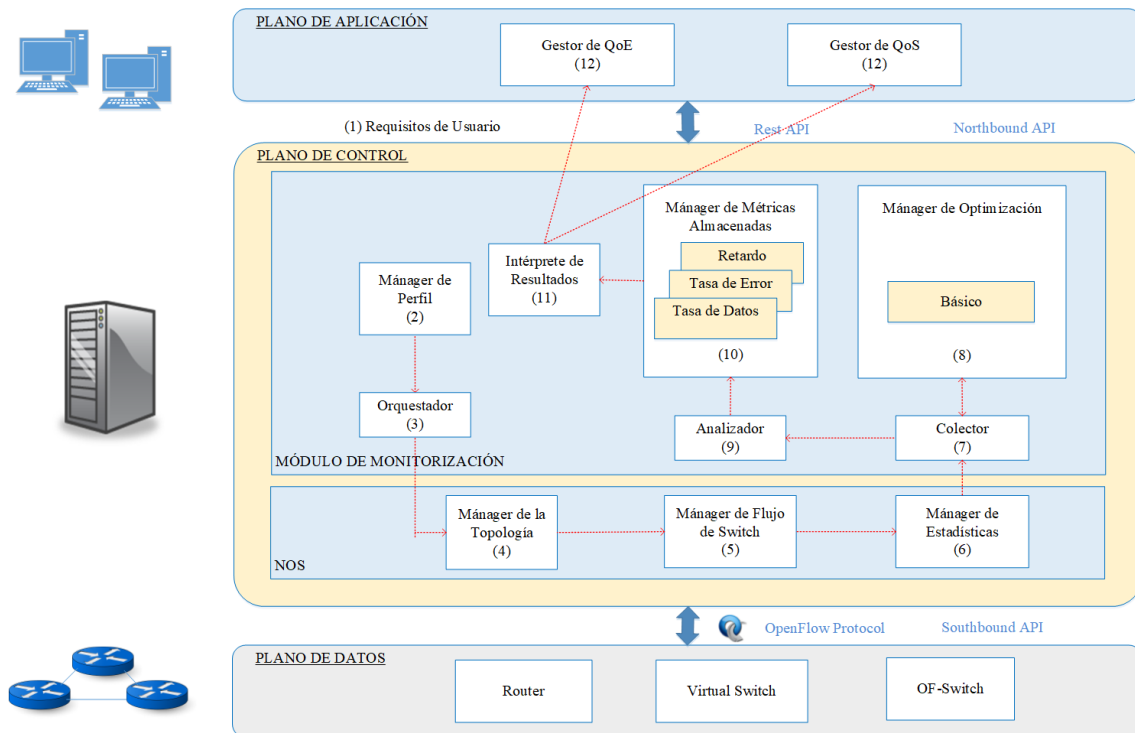 PLANO DE APLICACIÓN
Gestor de QoE
(12)
Gestor de QoS
(12)
(1) Requisitos de Usuario
Rest API
Northbound API
PLANO DE CONTROL
Mánager de Métricas
Almacenadas
Retardo
Tasa de Error
Tasa de Datos
(10)
Mánager de Optimización
Básico
(8)
Intérprete de
Resultados
(11)
Mánager de
Perfil
(2)
Orquestador
(3)
Analizador
(9)
Colector
(7)
MÓDULO DE MONITORIZACIÓN
Mánager de la
Topología
(4)
Mánager de Flujo
de Switch
(5)
Mánager de
Estadísticas
(6)
NOS
OpenFlow Protocol
Southbound API
PLANO DE DATOS
Router
Virtual Switch
OF-Switch